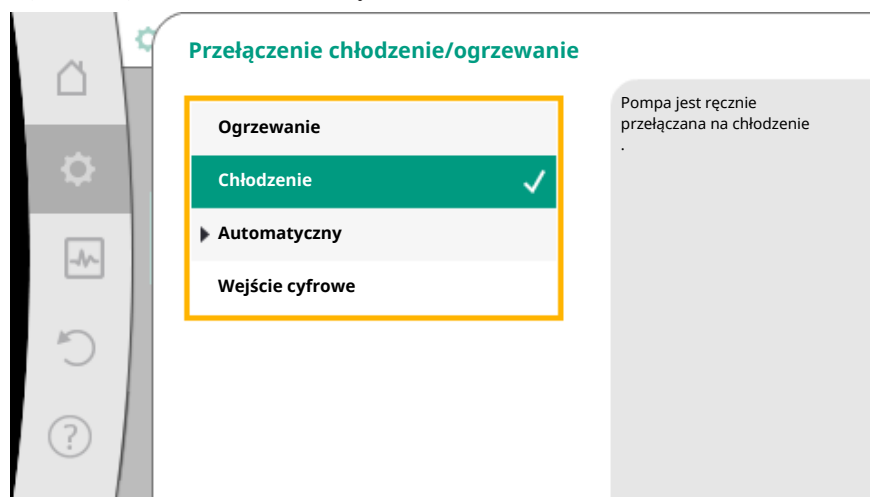 Przełączenie chłodzenie/ogrzewanie
Ogrzewanie
Chłodzenie
Automatyczny
Wejście cyfrowe
Pompa jest ręcznie
przełączana na chłodzenie
.
?